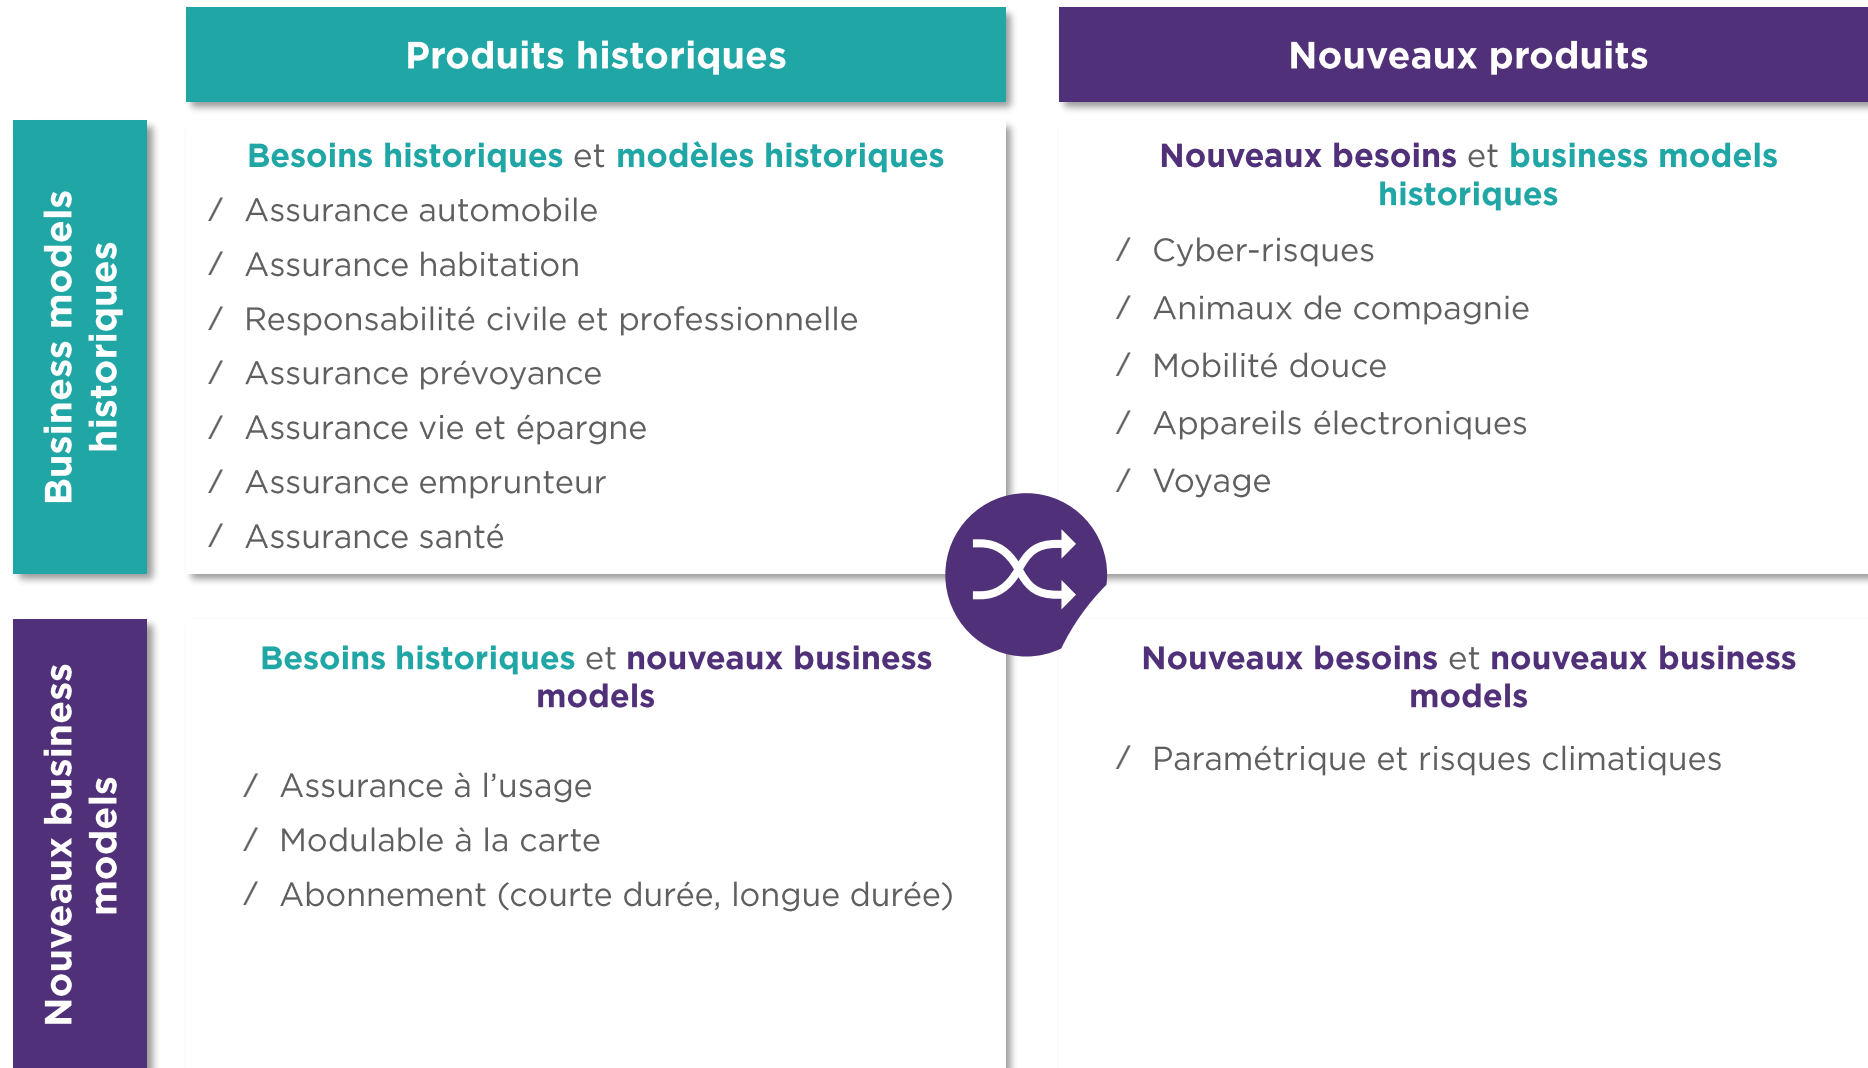 Produits historiques
Nouveaux produits
Business models
historiques
Besoins historiques et modèles historiques
/ Assurance automobile
/ Assurance habitation
/ Responsabilité civile et professionnelle
/ Assurance prévoyance
/ Assurance vie et épargne
/ Assurance emprunteur
/ Assurance santé
Nouveaux besoins et business models
historiques
/ Cyber-risques
/ Animaux de compagnie
/ Mobilité douce
/ Appareils électroniques
/ Voyage
Nouveaux business
models
Besoins historiques et nouveaux business
models
/ Assurance à l’usage
/ Modulable à la carte
/ Abonnement (courte durée, longue durée)
Nouveaux besoins et nouveaux business
models
/ Paramétrique et risques climatiques